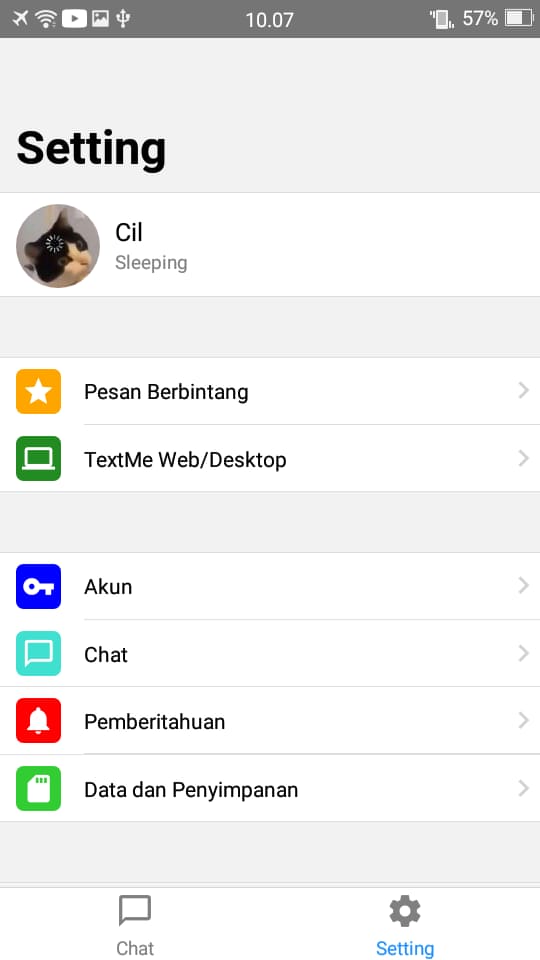 10.07
57%
Setting
Cil
Sleeping
Pesan Berbintang
TextMe Web/Desktop
Akun
Chat
Pemberitahuan
Data dan Penyimpanan
Chat
Setting